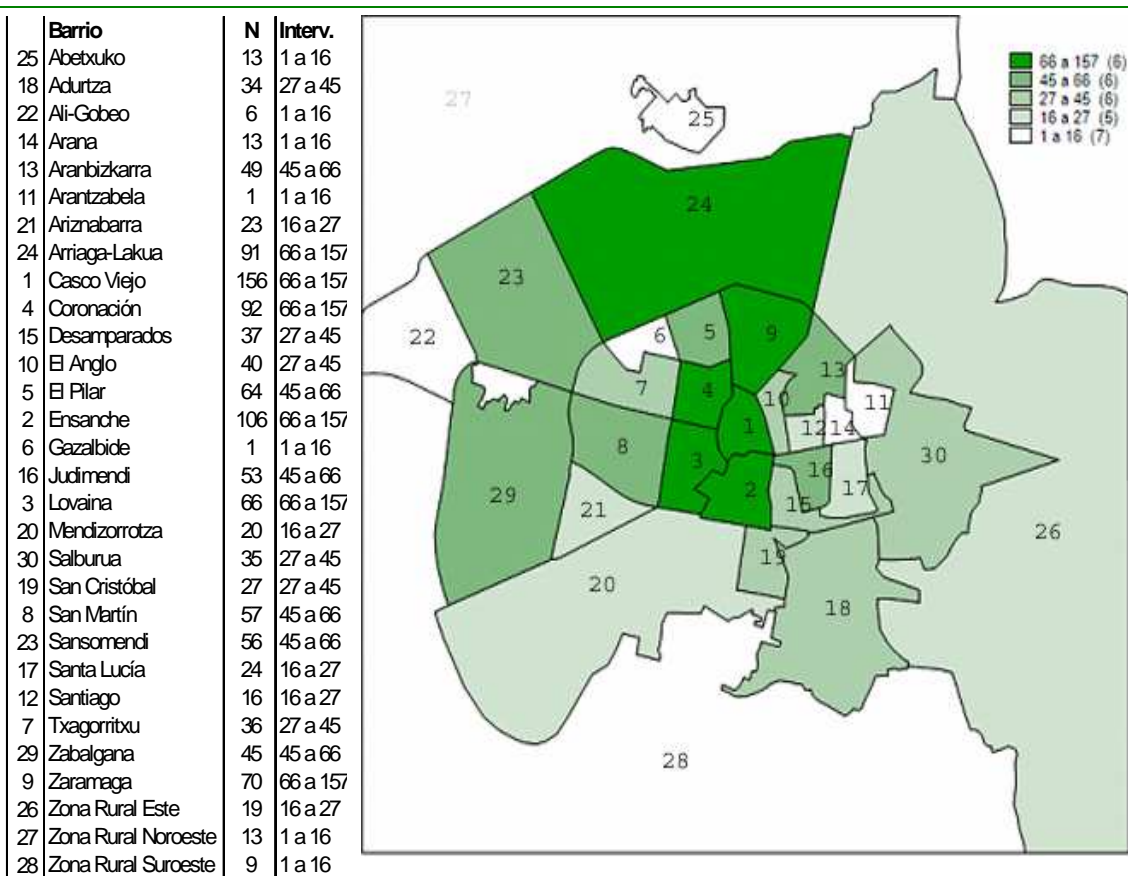 Barrio N Interv.
25 Abetxuko 13 1 a 16
18 Adurtza 34 27 a 45
22 Ali-Gobeo 6 1 a 16
14 Arana 13 1 a 16
13 Aranbizkarra 49 45 a 66
11 Arantzabela 1 1 a 16
21 Ariznabarra 23 16 a 27
24 Arriaga-Lakua 91 66 a 157
1 Casco Viejo 156 66 a 157
4 Coronación 92 66 a 157
15 Desamparados 37 27 a 45
10 El Anglo 40 27 a 45
5 El Pilar 64 45 a 66
2 Ensanche 106 66 a 157
6 Gazalbide 1 1 a 16
16 Judimendi 53 45 a 66
3 Lovaina 66 66 a 157
20 Mendizorrotza 20 16 a 27
30 Salburua 35 27 a 45
19 San Cristóbal 27 27 a 45
8 San Martín 57 45 a 66
23 Sansomendi 56 45 a 66
17 Santa Lucía 24 16 a 27
12 Santiago 16 16 a 27
7 Txagorritxu 36 27 a 45
29 Zabalgana 45 45 a 66
9 Zaramaga 70 66 a 157
26 Zona Rural Este 19 16 a 27
27 Zona Rural Noroeste 13 1 a 16
28 Zona Rural Suroeste 9 1 a 16
66 a 157 (6)
45 a 66 (6)
27 a 45 (6)
16 a 27 (5)
1 a 16 (7)
27
25
24
23
22
6
5
9
13
7
4
10
11
1
12
14
8
3
16
30
29
2
17
21
15
26
19
20
18
28